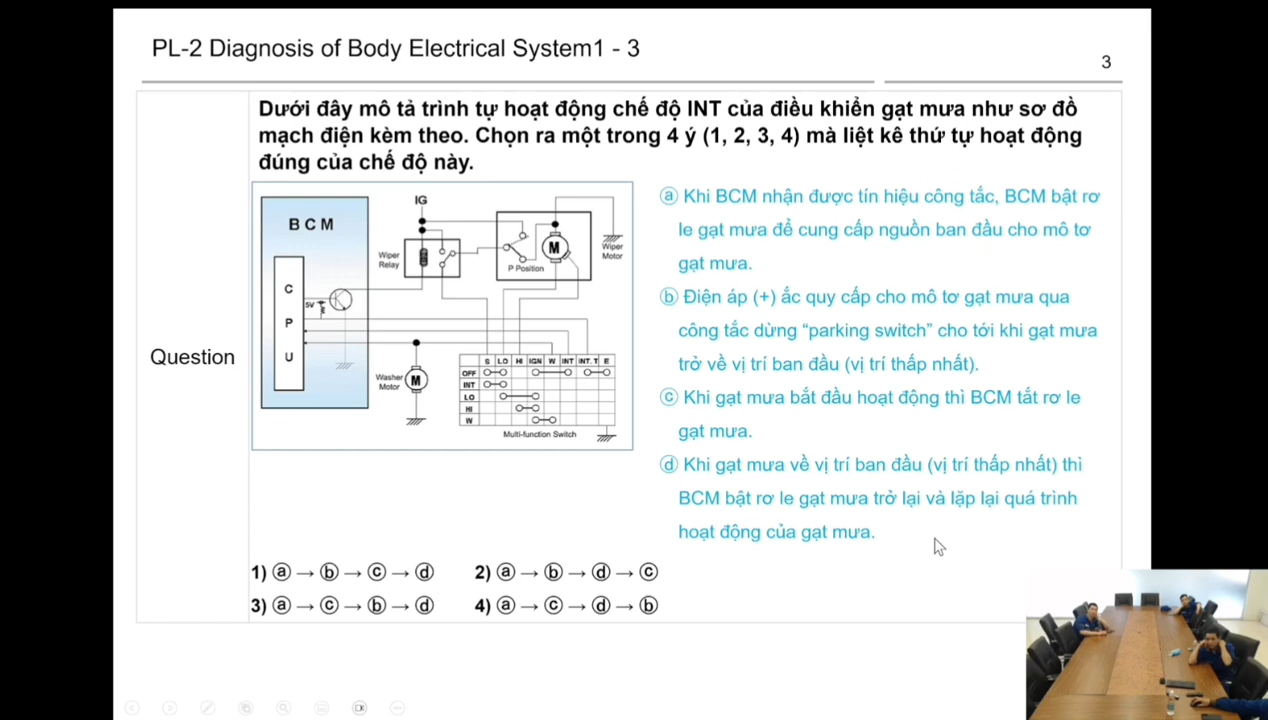 PL-2 Diagnosis of Body Electrical System1 - 3
3
Dưới đây mô tả trình tự hoạt động chế độ INT của điều khiển gạt mưa như sơ đồ
mạch điện kèm theo. Chọn ra một trong 4 ý (1, 2, 3, 4) mà liệt kê thứ tự hoạt động
đúng của chế độ này.
Question
BCM
C
P
U
5V
IG
Wiper
Relay
P Position
M
Wiper
Motor
Washer
Motor
M
S LO HI IGN W INT INT. T E
OFF
INT
LO
HI
W
Multi-function Switch
ⓐ Khi BCM nhận được tín hiệu công tắc, BCM bật rơ
le gạt mưa để cung cấp nguồn ban đầu cho mô tơ
gạt mưa.
ⓑ Điện áp (+) ắc quy cấp cho mô tơ gạt mưa qua
công tắc dừng “parking switch” cho tới khi gạt mưa
trở về vị trí ban đầu (vị trí thấp nhất).
ⓒ Khi gạt mưa bắt đầu hoạt động thì BCM tắt rơ le
gạt mưa.
ⓓ Khi gạt mưa về vị trí ban đầu (vị trí thấp nhất) thì
BCM bật rơ le gạt mưa trở lại và lặp lại quá trình
hoạt động của gạt mưa.
1) ⓐ → ⓑ → ⓒ → ⓓ 2) ⓐ → ⓑ → ⓓ → ⓒ
3) ⓐ → ⓒ → ⓑ → ⓓ 4) ⓐ → ⓒ → ⓓ → ⓑ